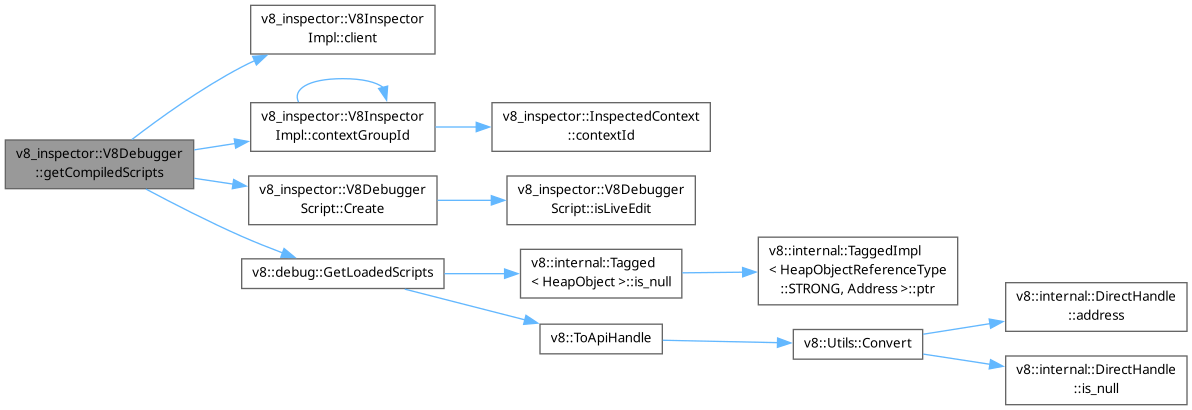 v8_inspector::V8Debugger
::getCompiledScripts
v8_inspector::V8Inspector
Impl::client
v8_inspector::V8Inspector
Impl::contextGroupId
v8_inspector::InspectedContext
::contextId
v8_inspector::V8Debugger
Script::Create
v8_inspector::V8Debugger
Script::isLiveEdit
v8::debug::GetLoadedScripts
v8::internal::Tagged
< HeapObject >::is_null
v8::internal::TaggedImpl
< HeapObjectReferenceType
::STRONG, Address >::ptr
v8::ToApiHandle
v8::Utils::Convert
v8::internal::DirectHandle
::address
v8::internal::DirectHandle
::is_null